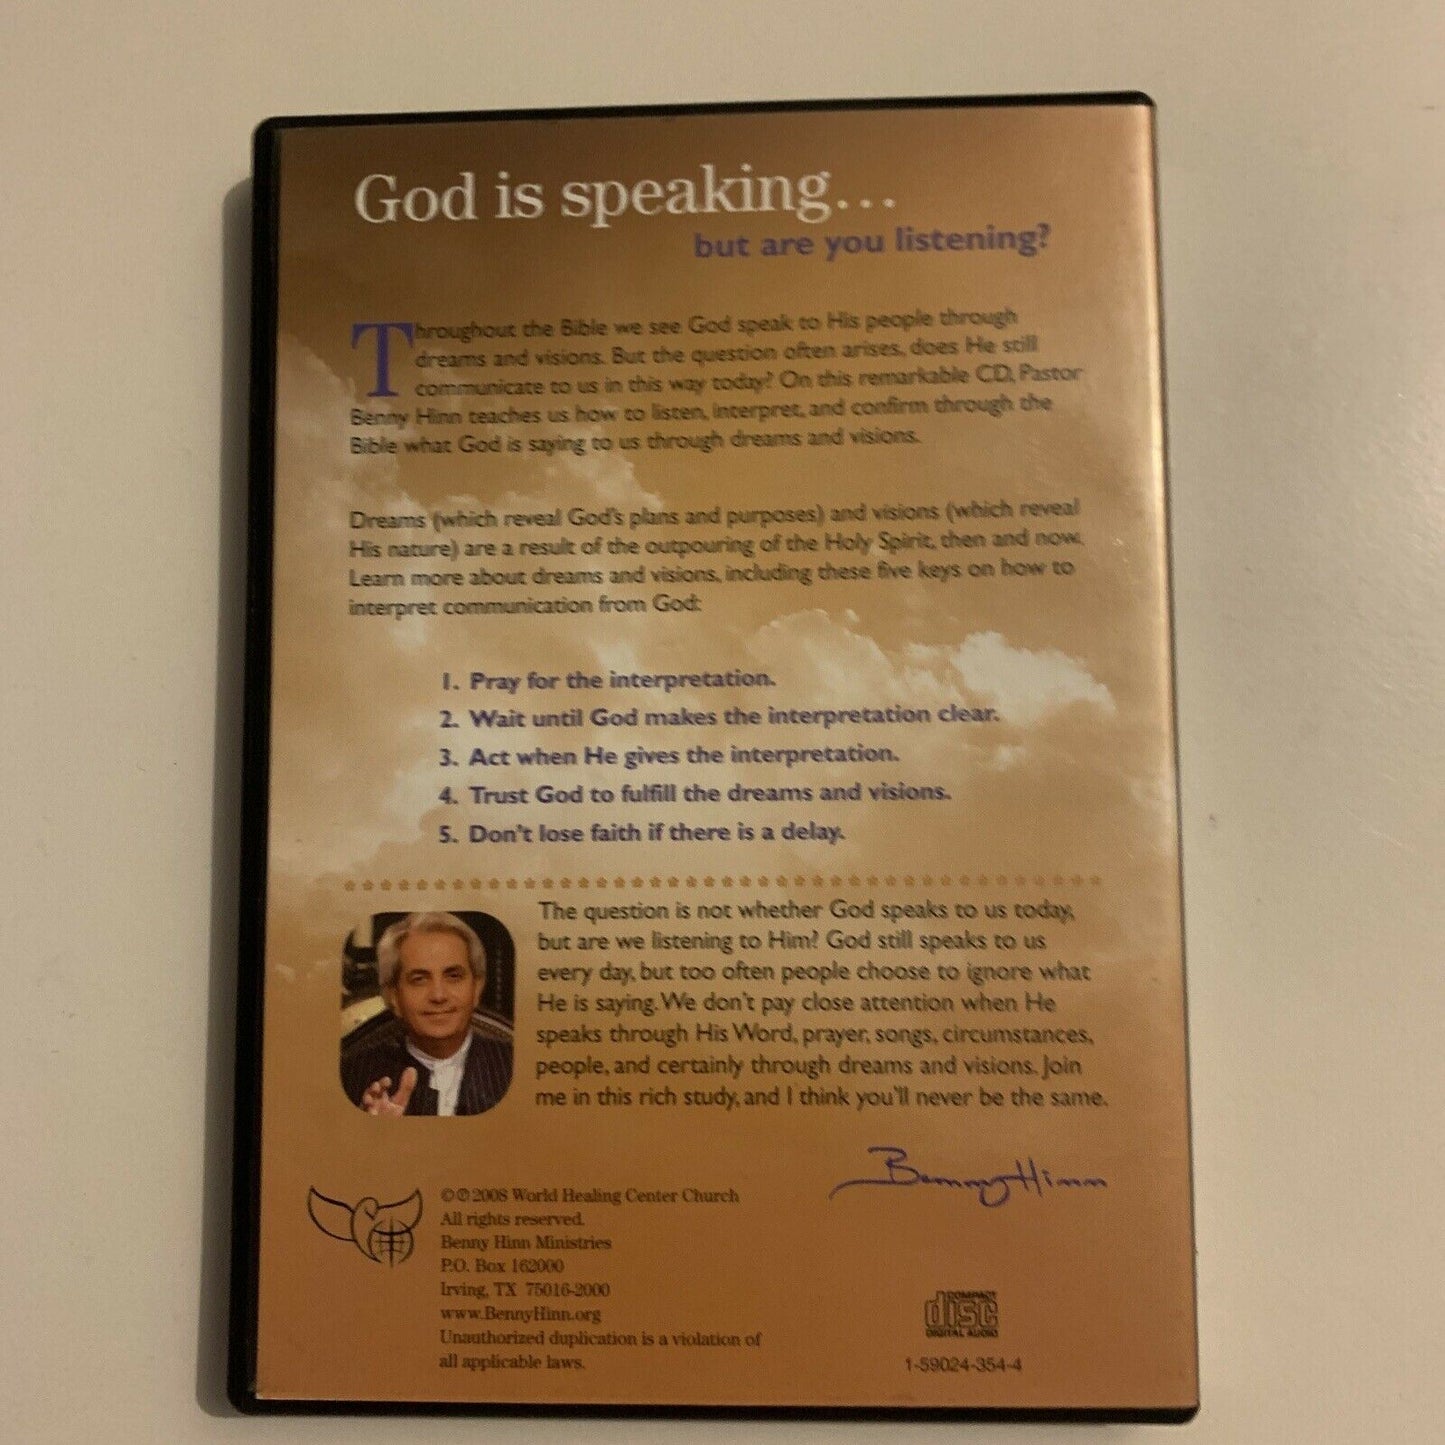 God is speaking...
but are you listening?
Throughout the Bible we see God speak to His people through
dreams and visions. But the question often arises, does He still
communicate to us in this way today? On this remarkable CD, Pastor
Benny Hinn teaches us how to listen, interpret, and confirm through the
Bible what God is saying to us through dreams and visions.
Dreams (which reveal God's plans and purposes) and visions (which reveal
His nature) are a result of the outpouring of the Holy Spirit, then and now.
Learn more about dreams and visions, including these five keys on how to
interpret communication from God:
1. Pray for the interpretation.
2. Wait until God makes the interpretation clear.
3. Act when He gives the interpretation.
4. Trust God to fulfill the dreams and visions.
5. Don't lose faith if there is a delay.
The question is not whether God speaks to us today,
but are we listening to Him? God still speaks to us
every day, but too often people choose to ignore what
He is saying. We don't pay close attention when He
speaks through His Word, prayer, songs, circumstances,
people, and certainly through dreams and visions. Join
me in this rich study, and I think you'll never be the same.
Benny Hinn
©℗2008 World Healing Center Church
All rights reserved.
Benny Hinn Ministries
P.O. Box 162000
Irving, TX 75016-2000
www.BennyHinn.org
Unauthorized duplication is a violation of
all applicable laws.
COMPACT
disc
DIGITAL AUDIO
1-59024-354-4